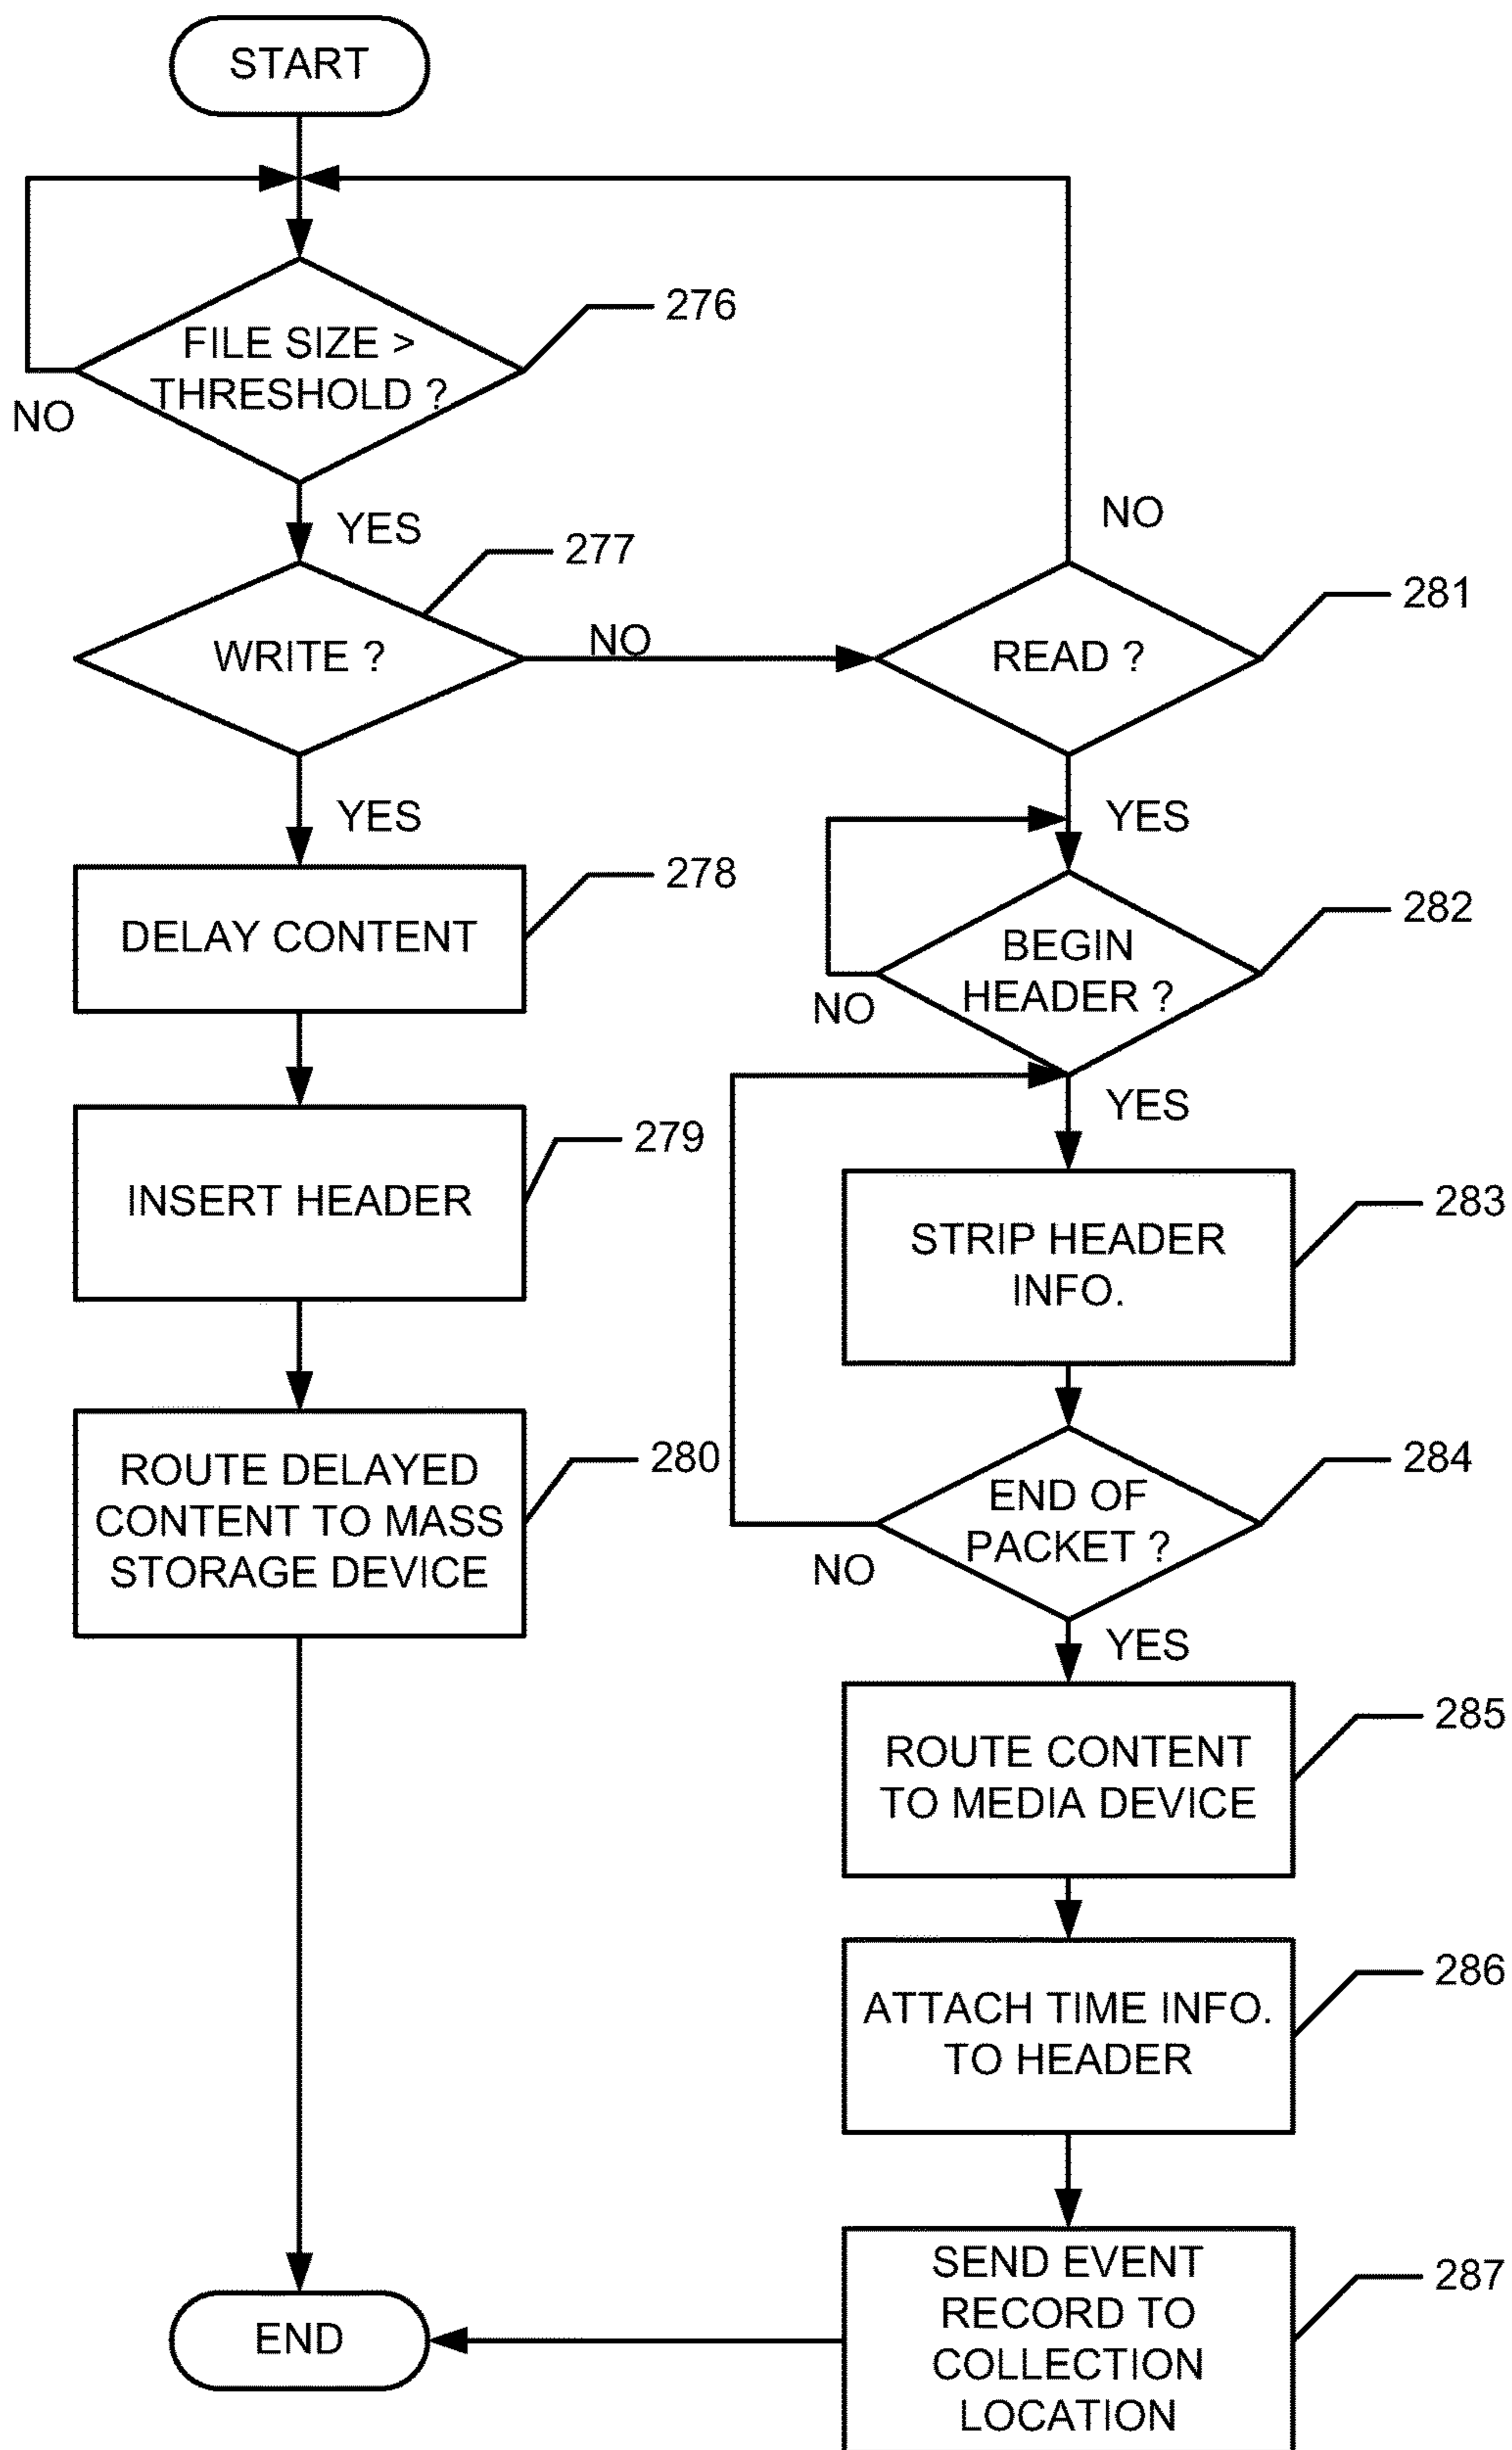 START
FILE SIZE >
THRESHOLD ?
276
NO
YES
277
WRITE ?
NO
READ ?
281
NO
YES
YES
DELAY CONTENT
278
BEGIN
HEADER ?
282
NO
YES
INSERT HEADER
279
STRIP HEADER
INFO.
283
ROUTE DELAYED
CONTENT TO MASS
STORAGE DEVICE
280
END OF
PACKET ?
284
NO
YES
ROUTE CONTENT
TO MEDIA DEVICE
285
ATTACH TIME INFO.
TO HEADER
286
SEND EVENT
RECORD TO
COLLECTION
LOCATION
287
END